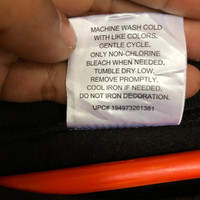 MACHINE WASH COLD
WITH LIKE COLORS,
GENTLE CYCLE,
ONLY NON-CHLORINE
BLEACH WHEN NEEDED,
TUMBLE DRY LOW,
REMOVE PROMPTLY.
COOL IRON IF NEEDED,
DO NOT IRON DECORATION.
UPC# 194973261381